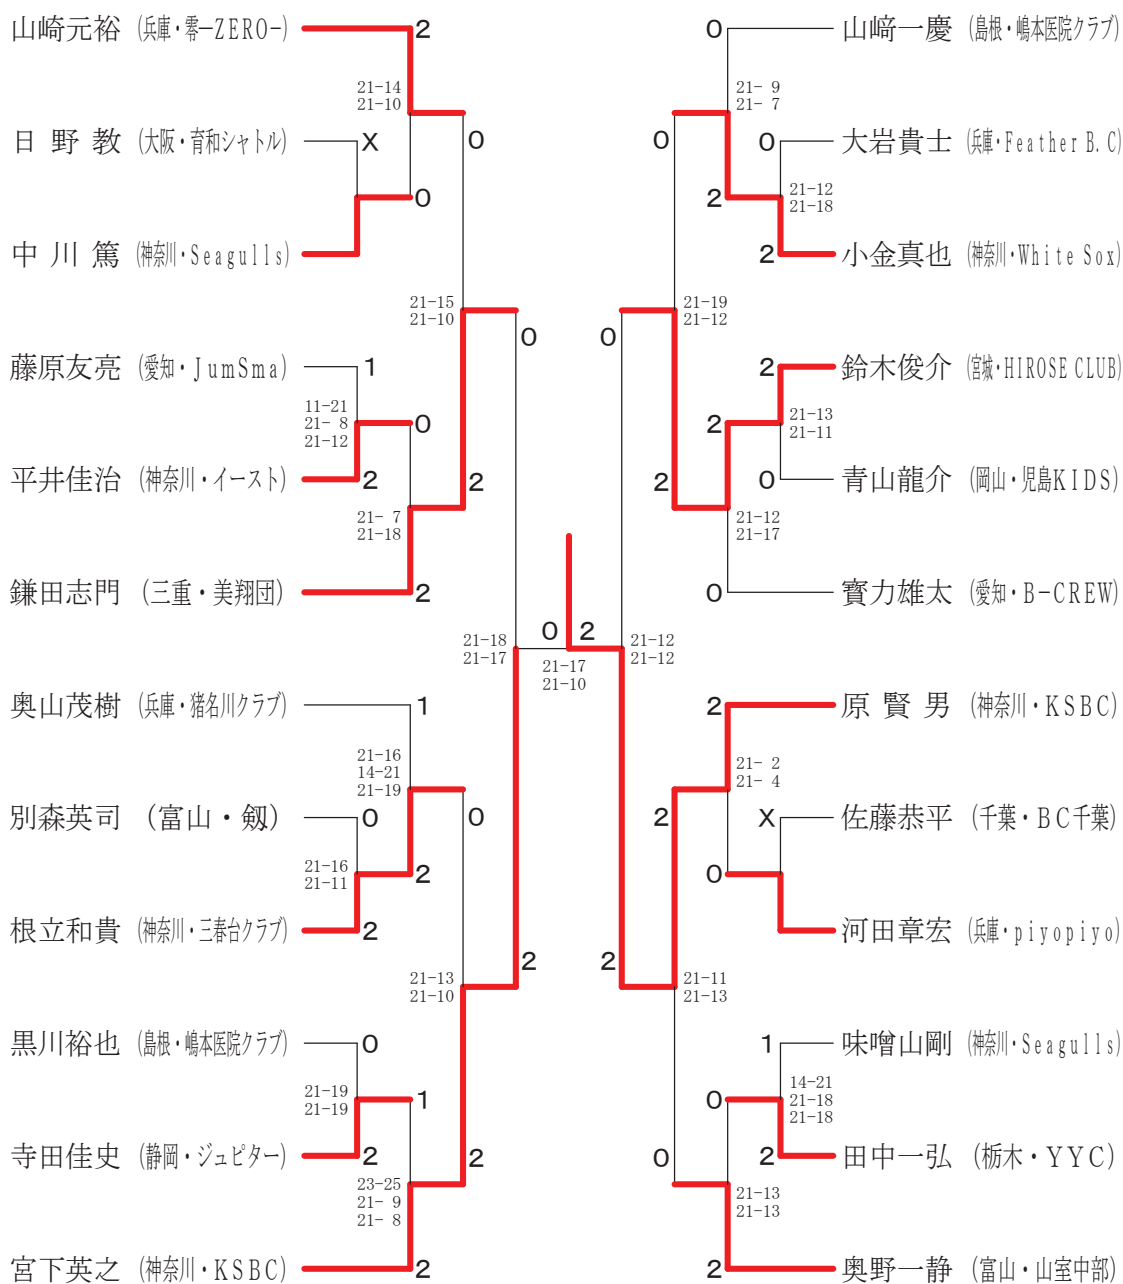 山崎元裕 (兵庫・零ーZERO-) 2
21-14
21-10
日野教 (大阪・育和シャトル) X
0
0
中川篤 (神奈川・Seagulls)
21-15
21-10
0
藤原友亮 (愛知・JumSma) 1
11-21
21- 8
21-12
0
平井佳治 (神奈川・イースト) 2
2
21- 7
21-18
鎌田志門 (三重・美翔団) 2
21-18
21-17
0 2
21-17
21-10
奥山茂樹 (兵庫・猪名川クラブ) 1
21-16
14-21
21-19
別森英司 (富山・剱) 0
0
21-16
21-11
2
根立和貴 (神奈川・三春台クラブ) 2
2
21-13
21-10
黒川裕也 (島根・嶋本医院クラブ) 0
21-19
21-19
1
寺田佳史 (静岡・ジュピター) 2
2
23-25
21- 9
21- 8
宮下英之 (神奈川・KSBC) 2
0 山﨑一慶 (島根・嶋本医院クラブ)
21- 9
21- 7
0
0 大岩貴士 (兵庫・Feather B.C)
21-12
21-18
2
2 小金真也 (神奈川・White Sox)
21-19
21-12
0
2 鈴木俊介 (宮城・HIROSE CLUB)
21-13
21-11
2
2
0 青山龍介 (岡山・児島KIDS)
21-12
21-17
0 寳力雄太 (愛知・B-CREW)
21-12
21-12
2 原賢男 (神奈川・KSBC)
21- 2
21- 4
2
X 佐藤恭平 (千葉・BC千葉)
0
河田章宏 (兵庫・piyopiyo)
2
21-11
21-13
1 味噌山剛 (神奈川・Seagulls)
14-21
21-18
21-18
0
0
2 田中一弘 (栃木・YYC)
21-13
21-13
2 奥野一静 (富山・山室中部)